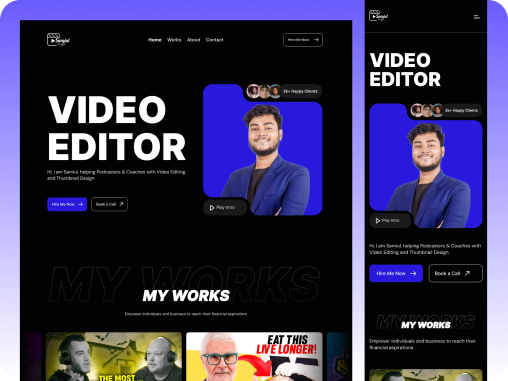 Samiul
Home
Works
About
Contact
Hire Me Now
VIDEO
EDITOR
Hi, I am Samiul, helping Podcasters & Coaches with Video Editing
and Thumbnail Design
Hire Me Now
Book a Call
2k+ Happy Clients
Play Intro
MY WORKS
MY WORKS
Empower individuals and business to reach their financial aspirations
THE MOST
EAT THIS
LIVE LONGER!
Samiul
VIDEO
EDITOR
2k+ Happy Clients
Play Intro
Hi, I am Samiul, helping Podcasters & Coaches with
Video Editing and Thumbnail Design
Hire Me Now
Book a Call
MY WORKS
MY WORKS
Empower individuals and business to reach their
financial aspirations